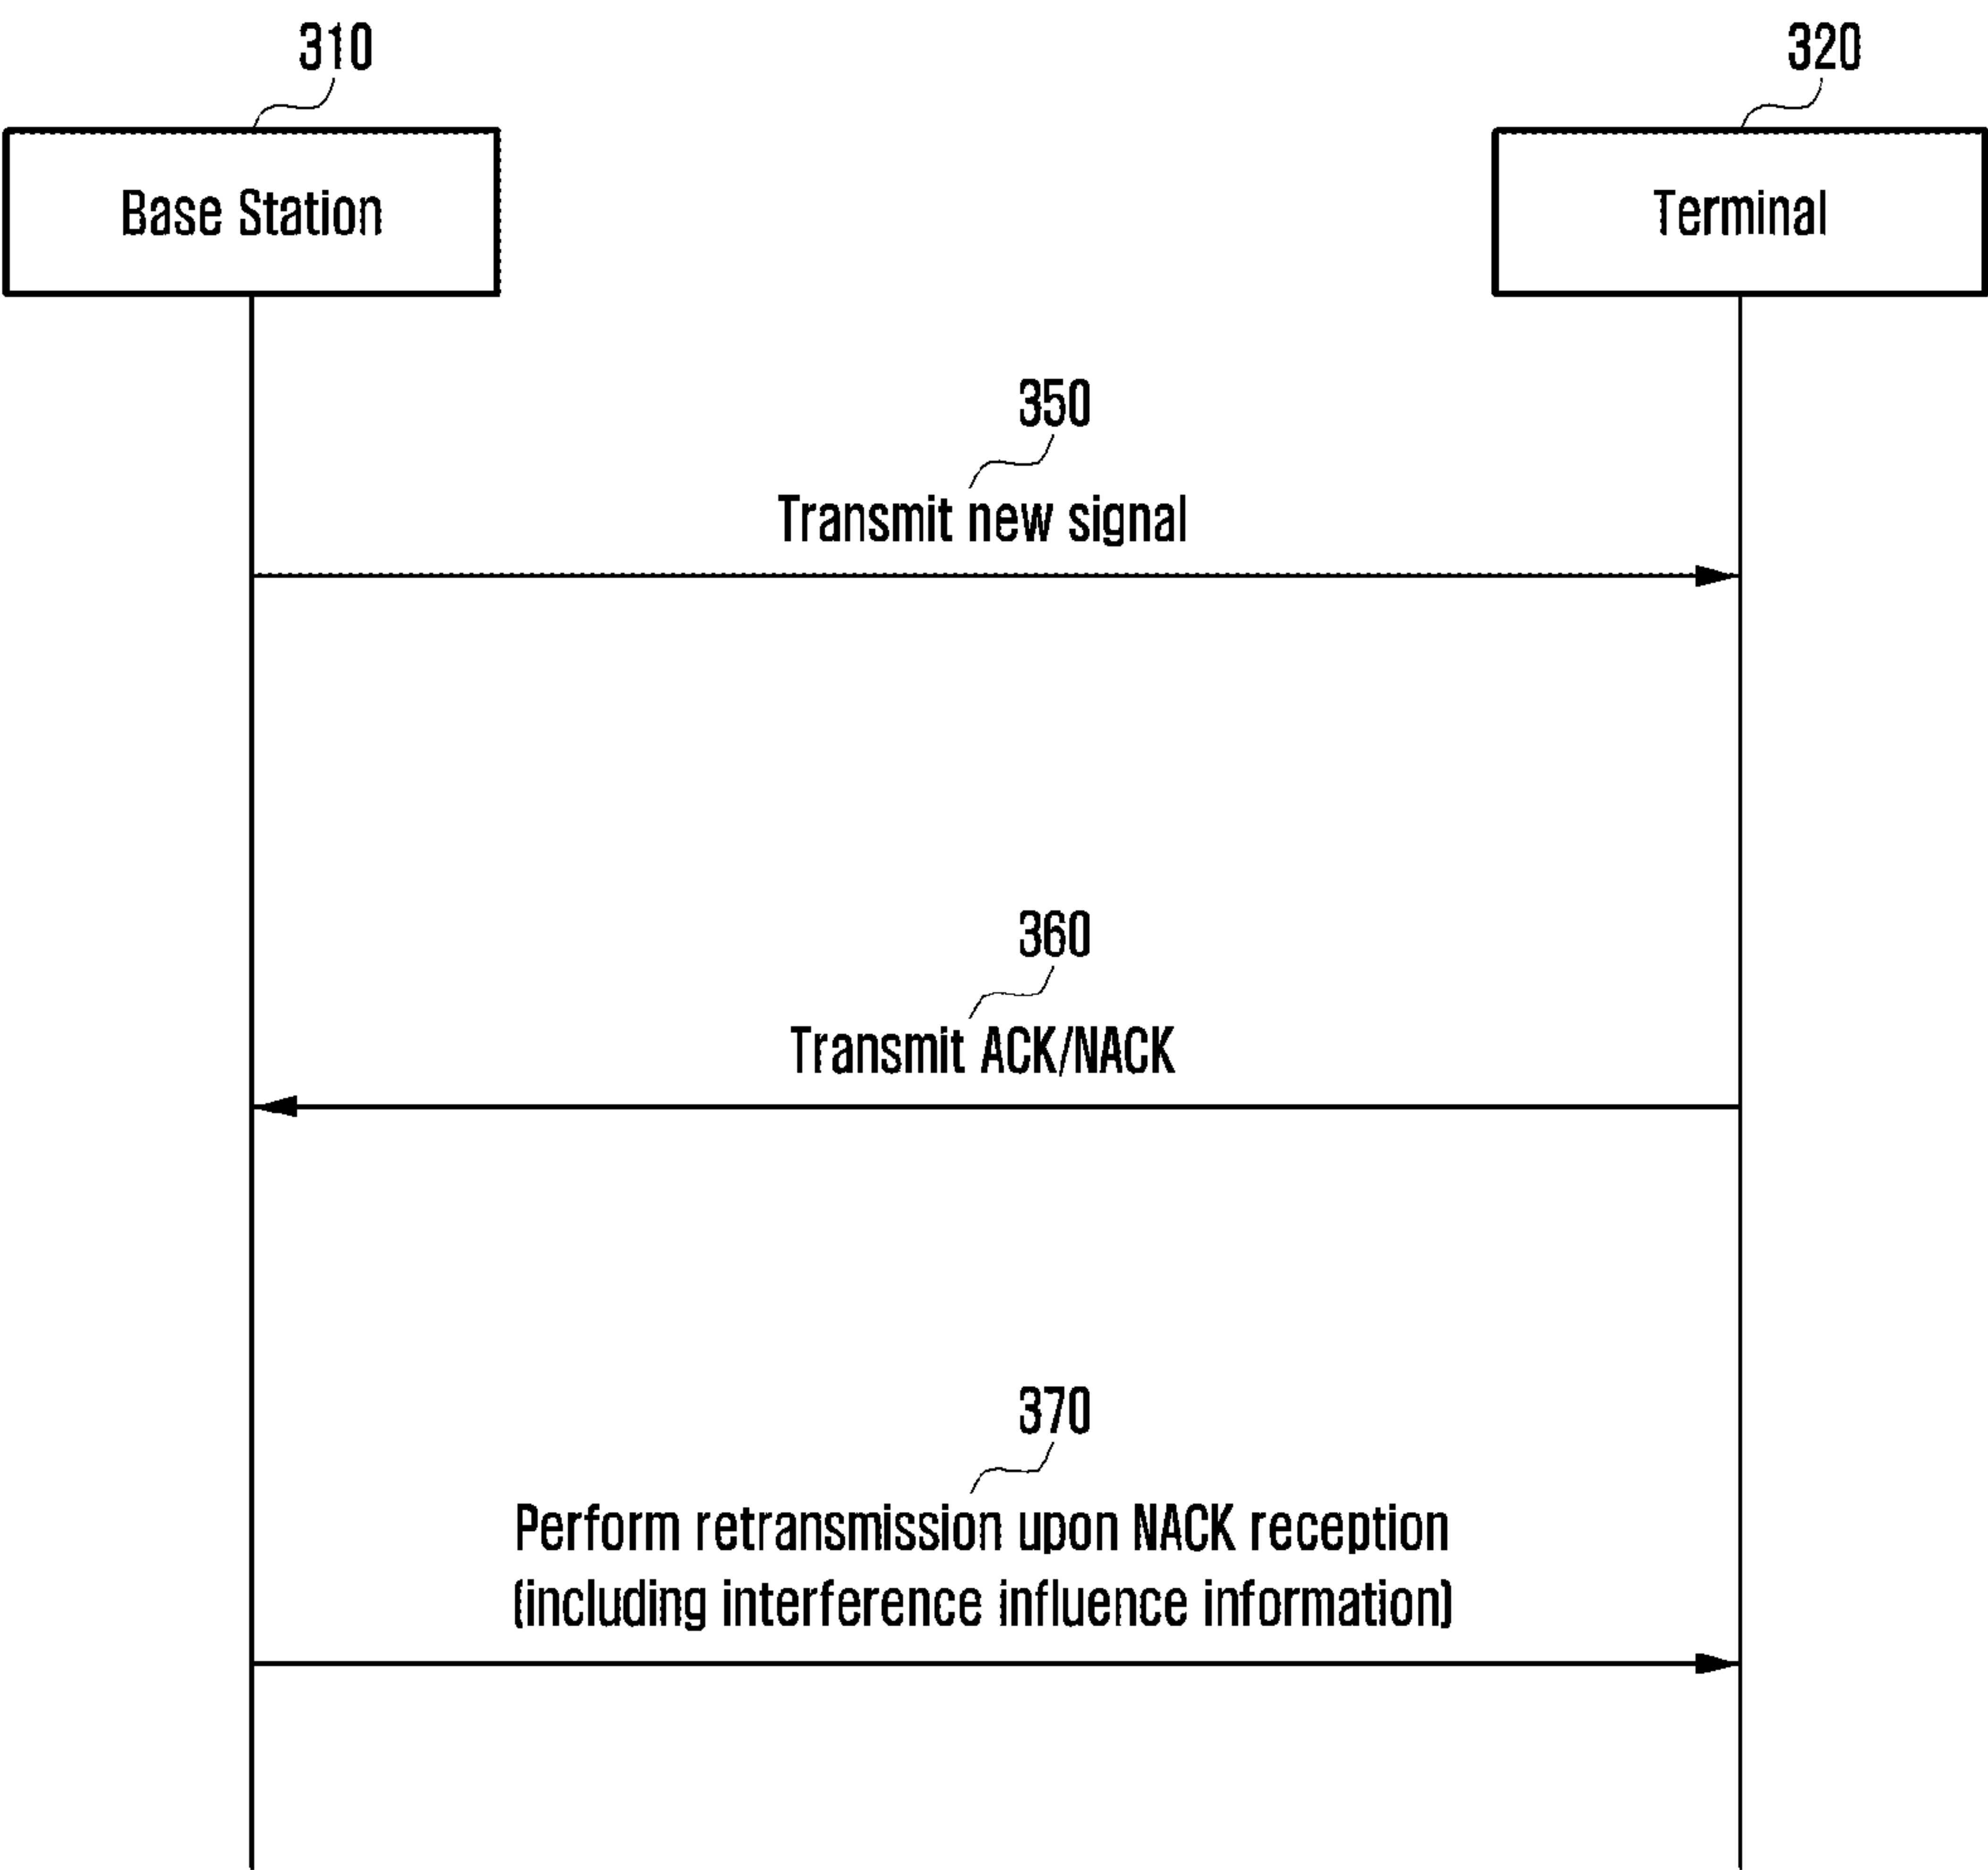 310
320
Base Station
Terminal
350
Transmit new signal
360
Transmit ACK/NACK
370
Perform retransmission upon NACK reception
(including interference influence information)